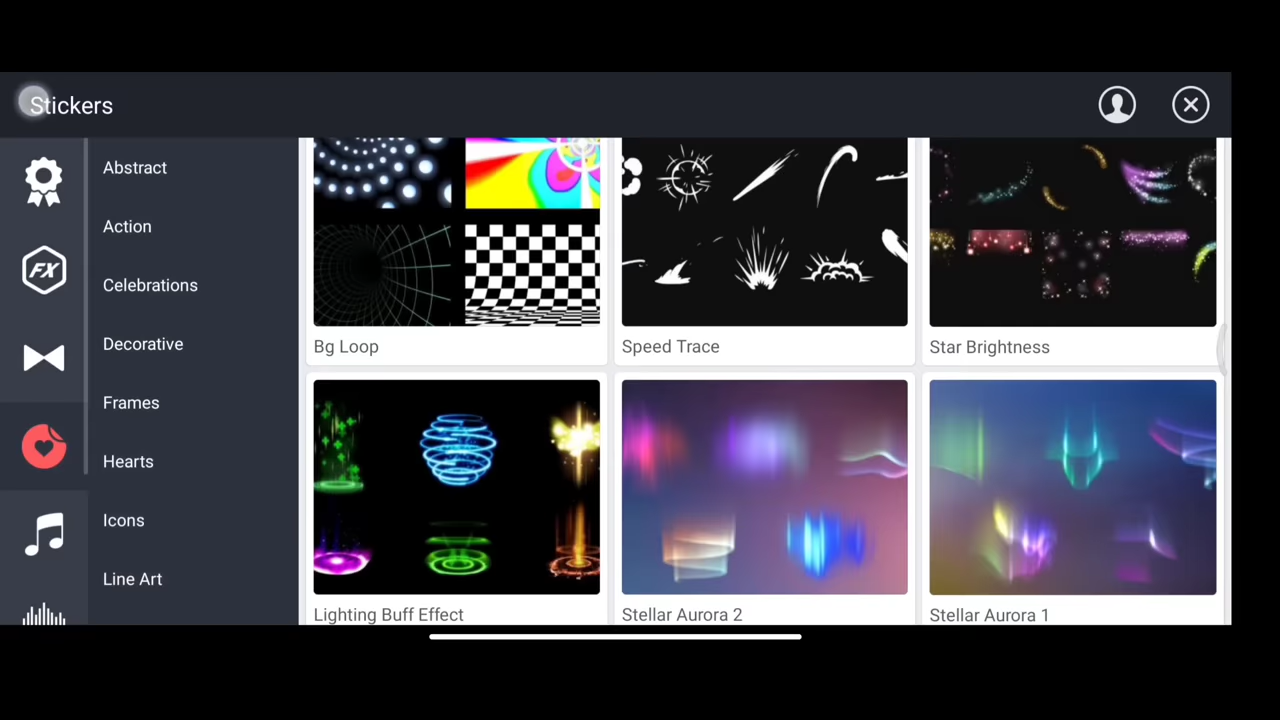 Stickers
Abstract
Action
Celebrations
Decorative
Frames
Hearts
Icons
Line Art
FX
Bg Loop
Speed Trace
Star Brightness
Lighting Buff Effect
Stellar Aurora 2
Stellar Aurora 1